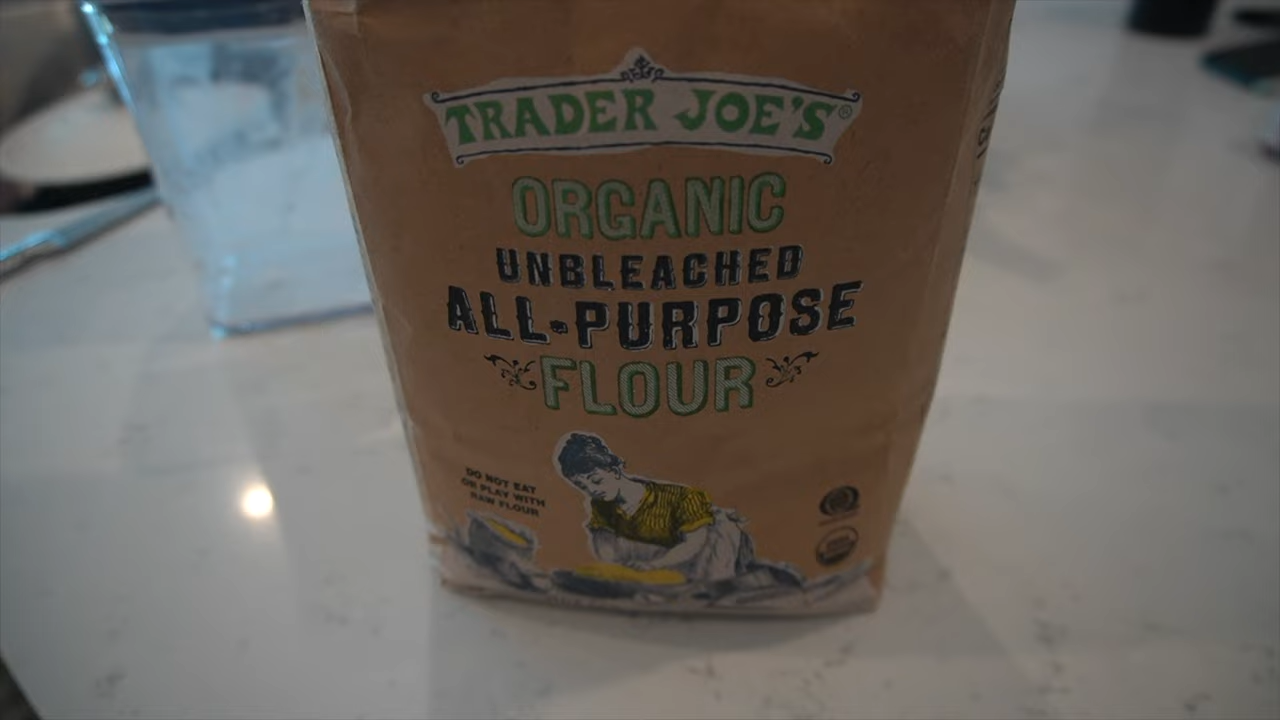 TRADER JOE'S®
ORGANIC
UNBLEACHED
ALL-PURPOSE
FLOUR
DO NOT EAT
OR PLAY WITH
RAW FLOUR